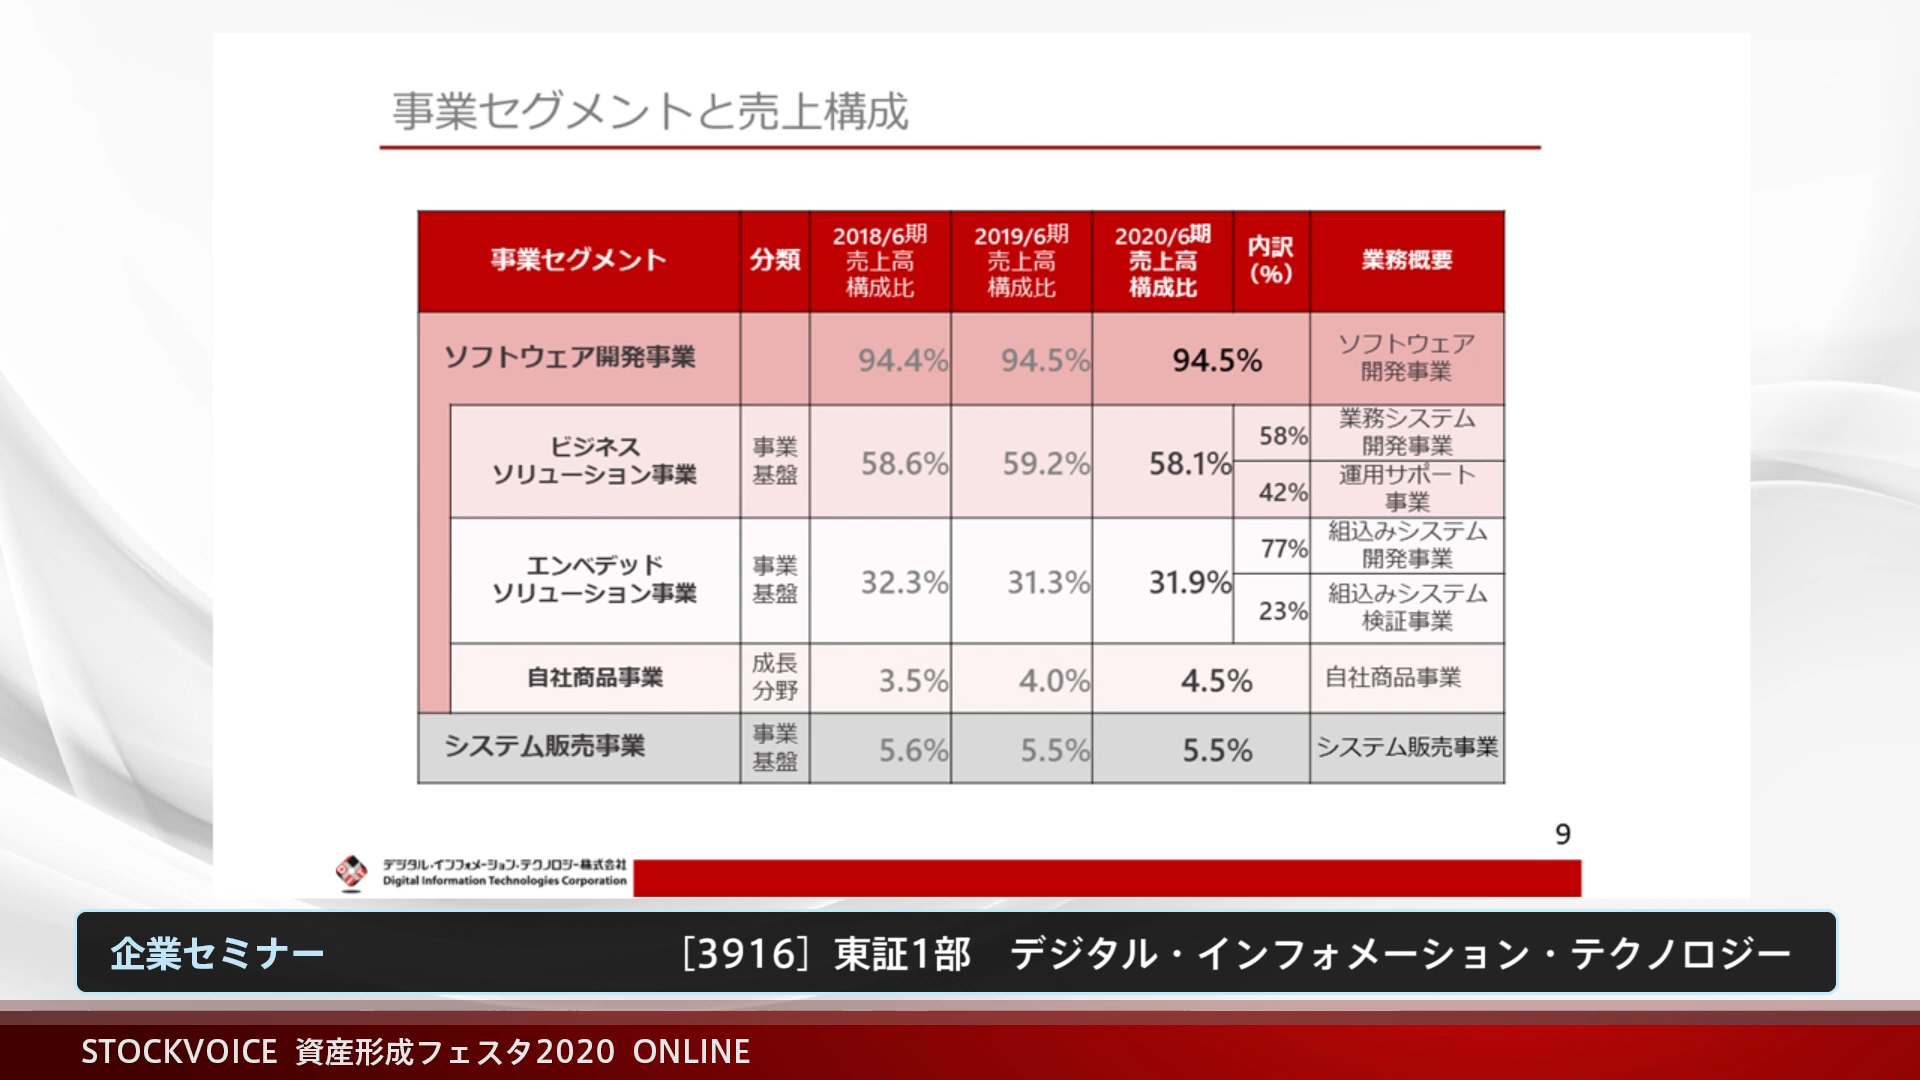 事業セグメントと売上構成
事業セグメント
分類
2018/6期
売上高
構成比
2019/6期
売上高
構成比
2020/6期
売上高
構成比
内訳
(%)
業務概要
ソフトウェア開発事業
94.4%
94.5%
94.5%
ソフトウェア
開発事業
ビジネス
ソリューション事業
事業
基盤
58.6%
59.2%
58.1%
58%
業務システム
開発事業
42%
運用サポート
事業
エンベデッド
ソリューション事業
事業
基盤
32.3%
31.3%
31.9%
77%
組込みシステム
開発事業
23%
組込みシステム
検証事業
自社商品事業
成長
分野
3.5%
4.0%
4.5%
自社商品事業
システム販売事業
事業
基盤
5.6%
5.5%
5.5%
システム販売事業
9
デジタル・インフォメーション・テクノロジー株式会社
Digital Information Technologies Corporation
企業セミナー
[3916] 東証1部 デジタル・インフォメーション・テクノロジー
STOCKVOICE 資産形成フェスタ2020 ONLINE